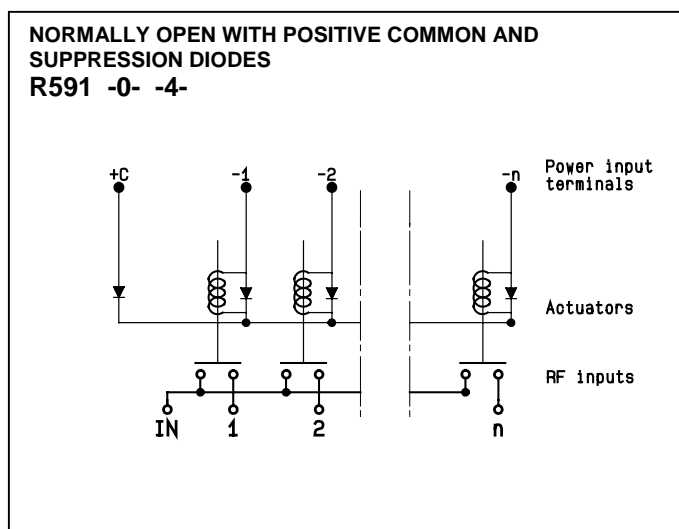 NORMALLY OPEN WITH POSITIVE COMMON AND
SUPPRESSION DIODES
R591 -0- -4-
+C -1 -2 -n
Power input
terminals
Actuators
RF inputs
IN 1 2 n